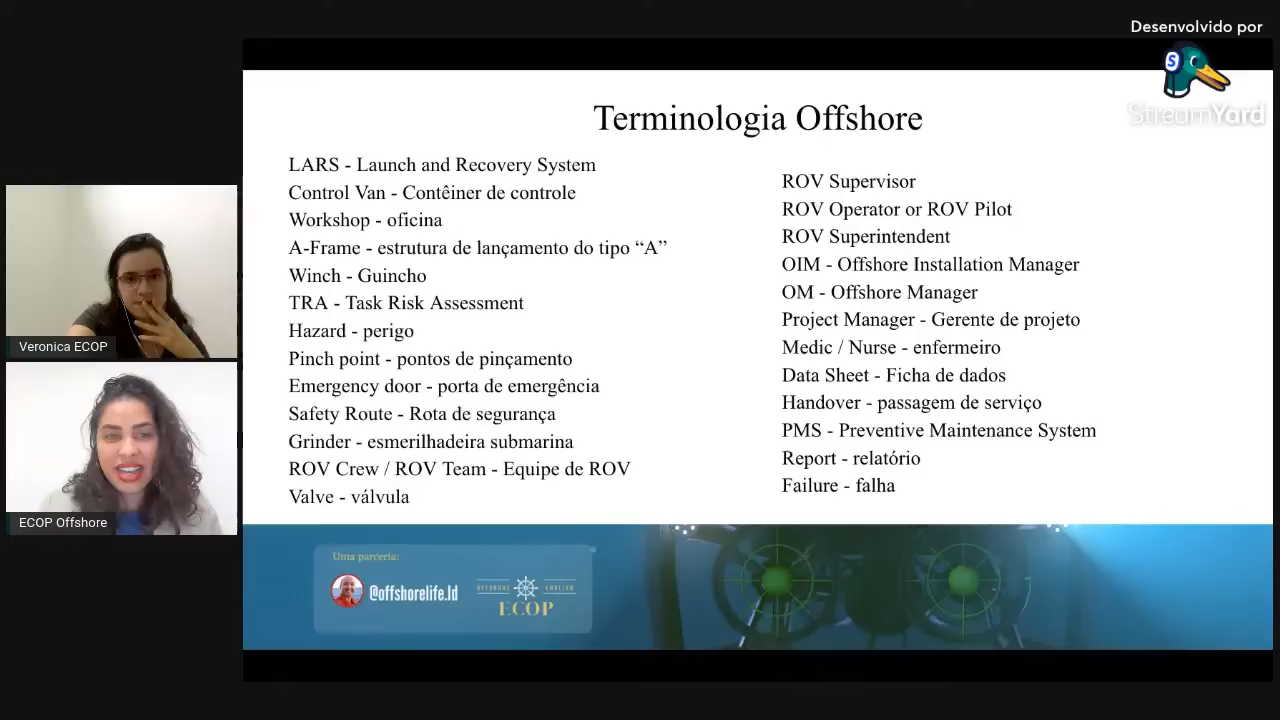 Desenvolvido por
StreamYard
Terminologia Offshore
LARS - Launch and Recovery System
Control Van - Contêiner de controle
Workshop - oficina
A-Frame - estrutura de lançamento do tipo “A”
Winch - Guincho
TRA - Task Risk Assessment
Hazard - perigo
Pinch point - pontos de pinçamento
Emergency door - porta de emergência
Safety Route - Rota de segurança
Grinder - esmerilhadeira submarina
ROV Crew / ROV Team - Equipe de ROV
Valve - válvula
ROV Supervisor
ROV Operator or ROV Pilot
ROV Superintendent
OIM - Offshore Installation Manager
OM - Offshore Manager
Project Manager - Gerente de projeto
Medic / Nurse - enfermeiro
Data Sheet - Ficha de dados
Handover - passagem de serviço
PMS - Preventive Maintenance System
Report - relatório
Failure - falha
Veronica ECOP
ECOP Offshore
Uma parceria:
@offshorelife.ld
OFFSHORE ENGLISH
ECOP